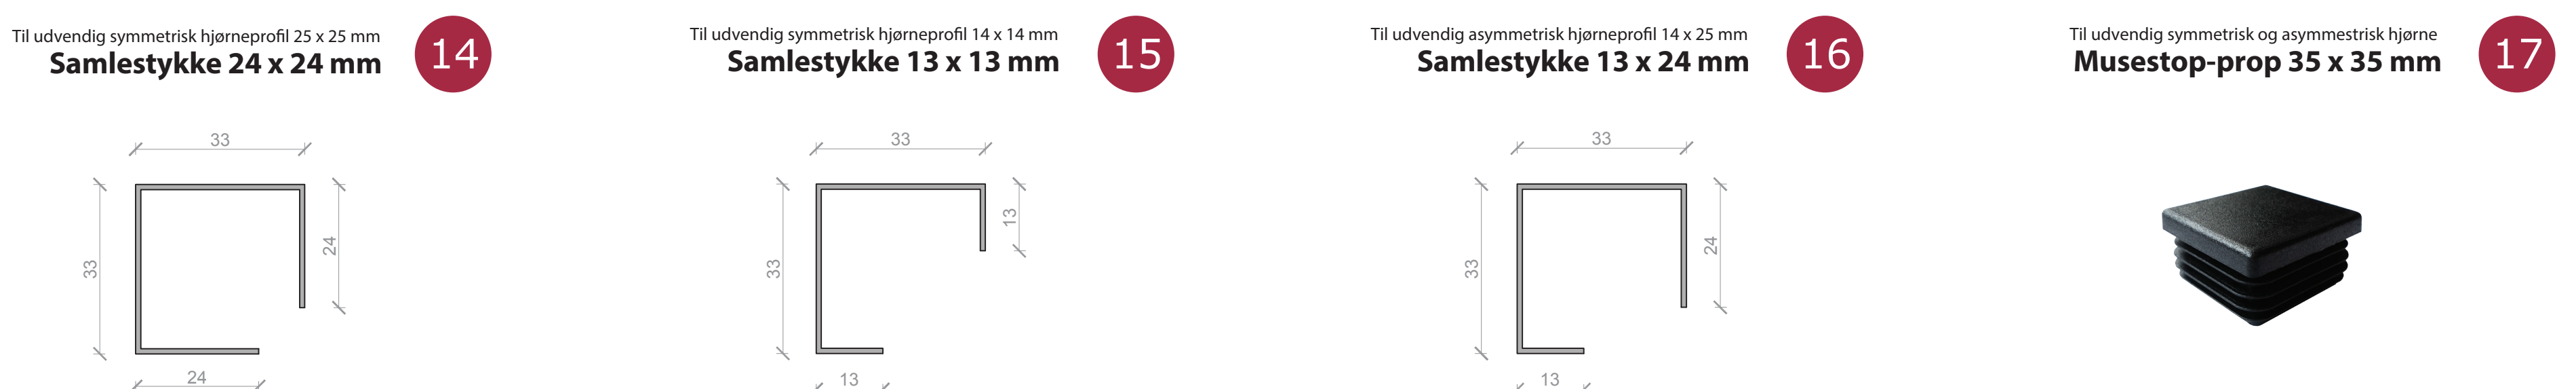 Til udvendig symmetrisk hjørneprofil 25 x 25 mm
Samlestykke 24 x 24 mm
14
33
33
24
24
Til udvendig symmetrisk hjørneprofil 14 x 14 mm
Samlestykke 13 x 13 mm
15
33
33
13
13
Til udvendig asymmetrisk hjørneprofil 14 x 25 mm
Samlestykke 13 x 24 mm
16
33
33
24
13
Til udvendig symmetrisk og asymmestrisk hjørne
Musestop-prop 35 x 35 mm
17